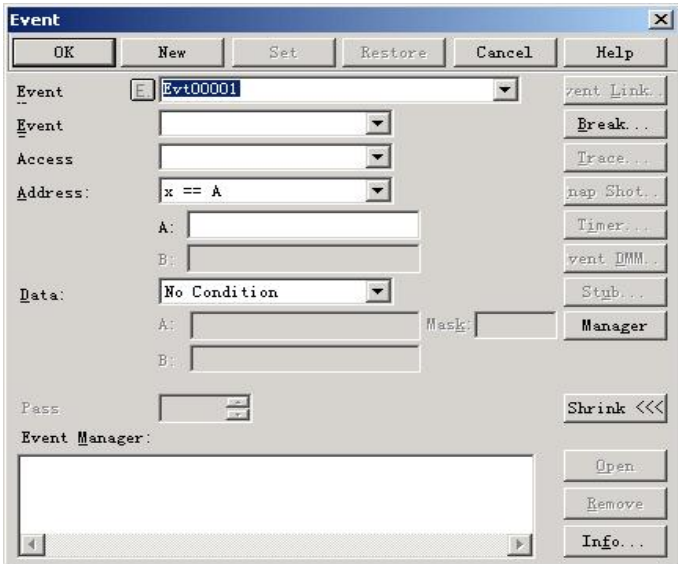 Event
OK New Set Restore Cancel Help
Event E. Evt00001 vent Link..
Event Break...
Access Trace...
Address: x == A nap Shot..
A: Timer...
B: vent DMM..
Data: No Condition Stub...
A: Mask: Manager
B:
Pass Shrink <<<
Event Manager:
Open
Remove
Info...